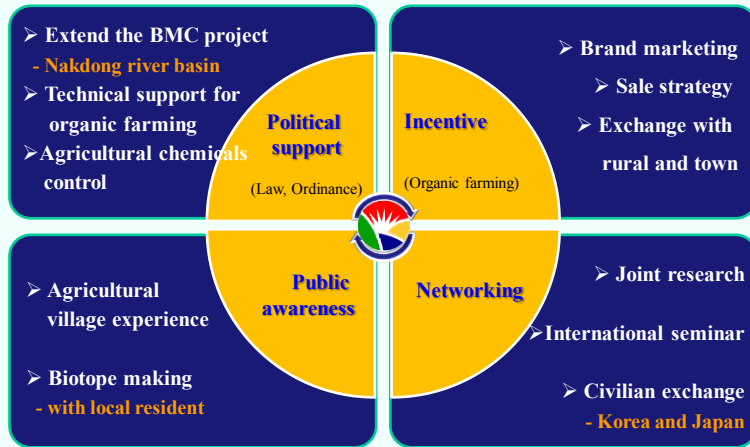 ➢ Extend the BMC project
- Nakdong river basin
➢ Technical support for
organic farming
➢ Agricultural chemicals
control
Political
support
(Law, Ordinance)
Incentive
(Organic farming)
➢ Brand marketing
➢ Sale strategy
➢ Exchange with
rural and town
➢ Agricultural
village experience
➢ Biotope making
- with local resident
Public
awareness
Networking
➢ Joint research
➢ International seminar
➢ Civilian exchange
- Korea and Japan